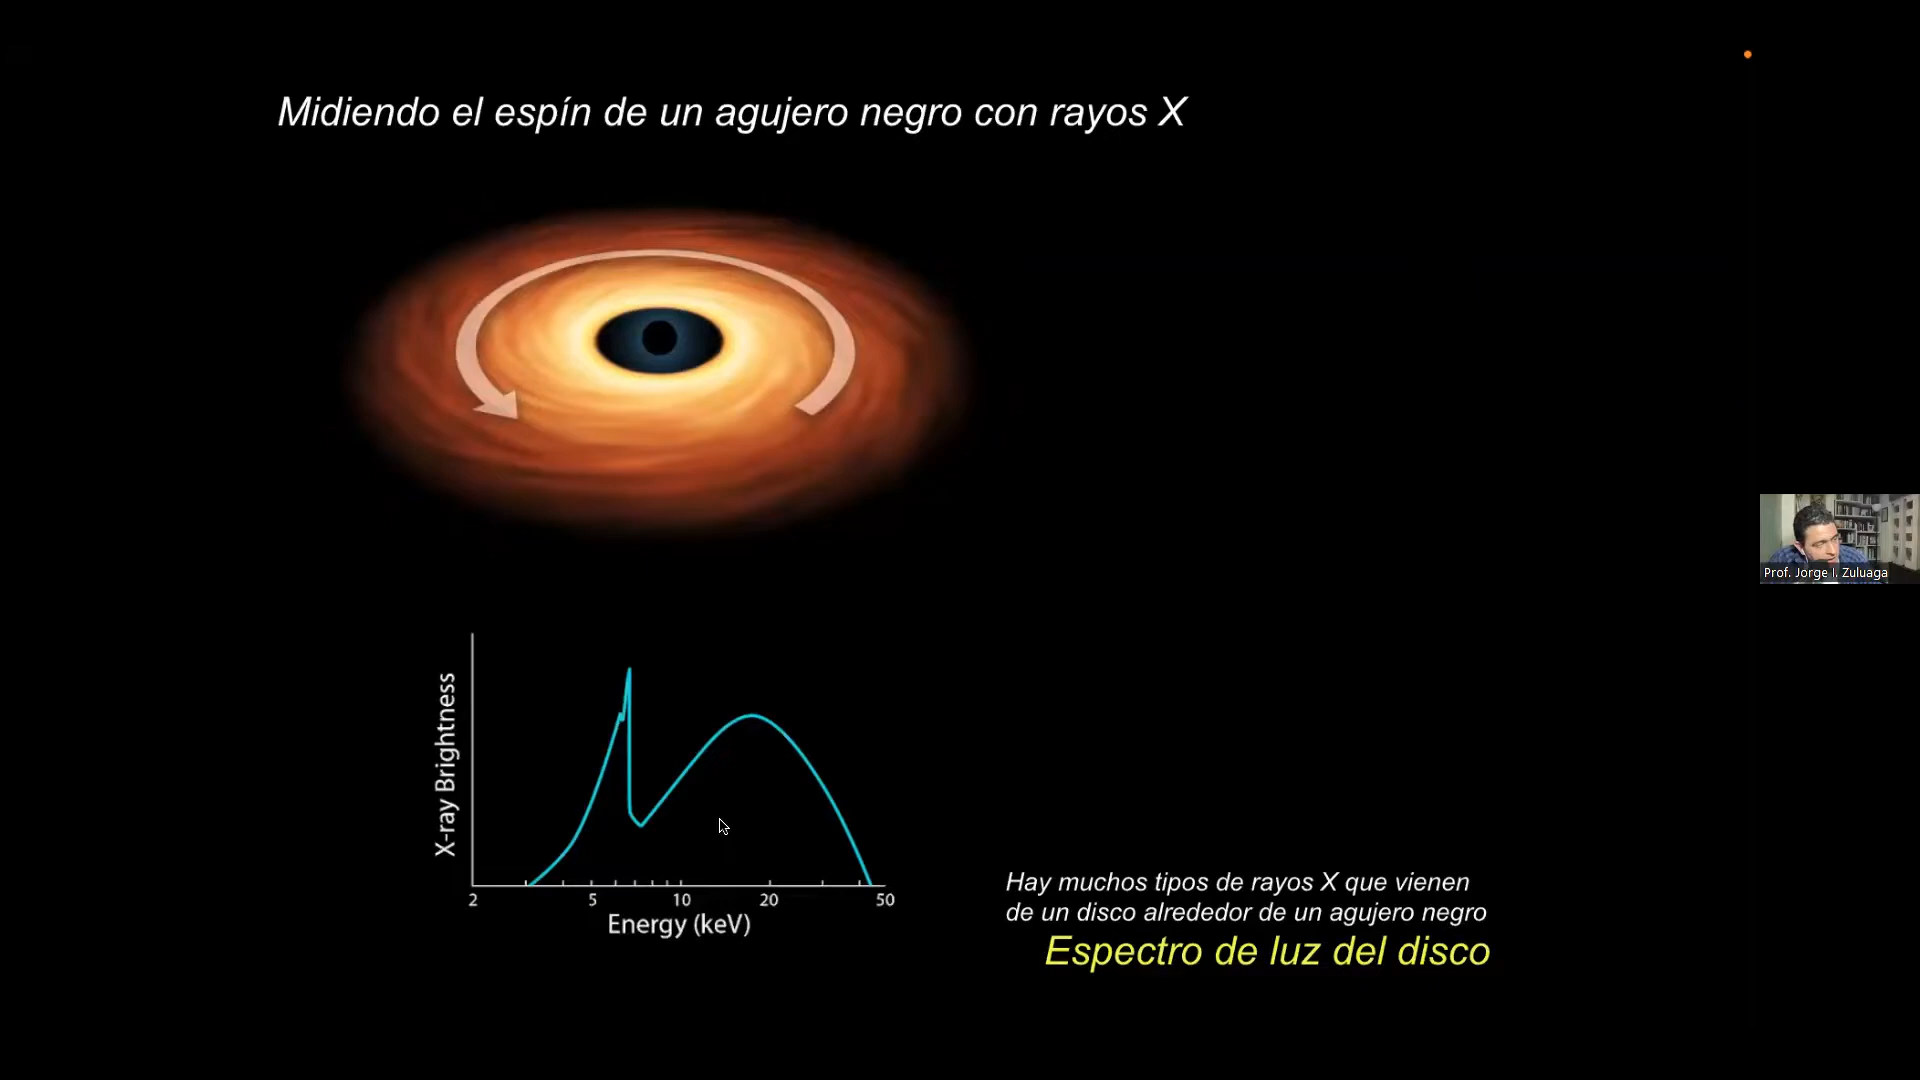 Midiendo el espín de un agujero negro con rayos X
Prof. Jorge I. Zuluaga
X-ray Brightness
2 5 10 20 50
Energy (keV)
Hay muchos tipos de rayos X que vienen
de un disco alrededor de un agujero negro
Espectro de luz del disco